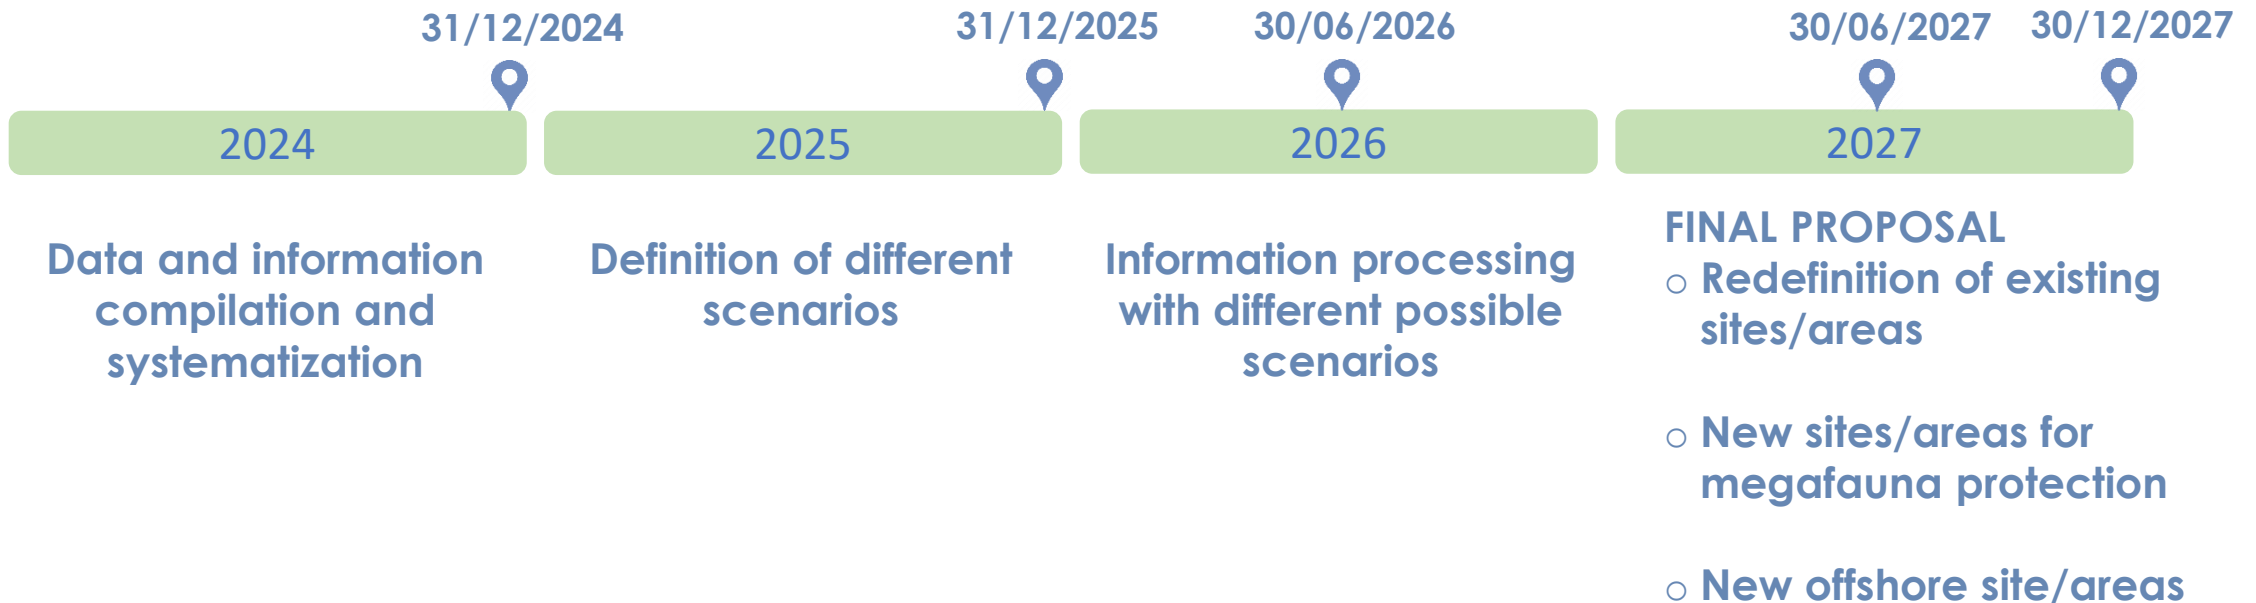 31/12/2024
31/12/2025
30/06/2026
30/06/2027
30/12/2027
2024
2025
2026
2027
Data and information
compilation and
systematization
Definition of different
scenarios
Information processing
with different possible
scenarios
FINAL PROPOSAL
o Redefinition of existing
sites/areas
o New sites/areas for
megafauna protection
o New offshore site/areas